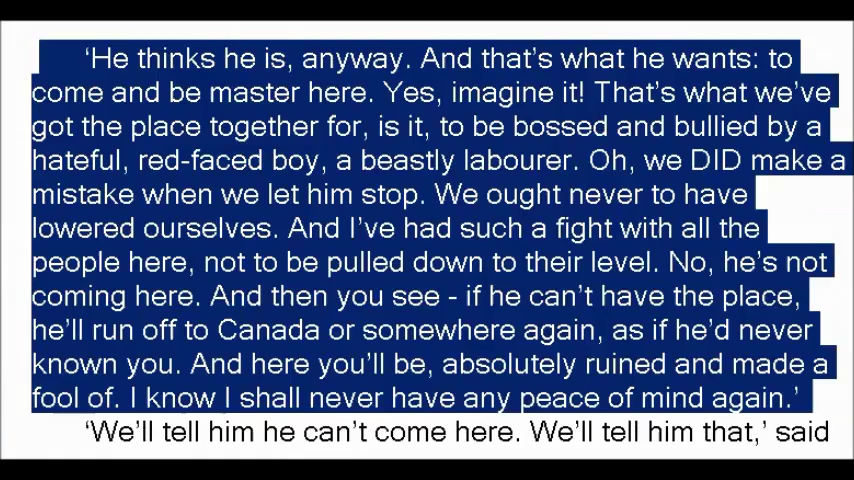 ‘He thinks he is, anyway. And that’s what he wants: to
come and be master here. Yes, imagine it! That’s what we’ve
got the place together for, is it, to be bossed and bullied by a
hateful, red-faced boy, a beastly labourer. Oh, we DID make a
mistake when we let him stop. We ought never to have
lowered ourselves. And I’ve had such a fight with all the
people here, not to be pulled down to their level. No, he’s not
coming here. And then you see - if he can’t have the place,
he’ll run off to Canada or somewhere again, as if he’d never
known you. And here you’ll be, absolutely ruined and made a
fool of. I know I shall never have any peace of mind again.’
‘We’ll tell him he can’t come here. We’ll tell him that,’ said